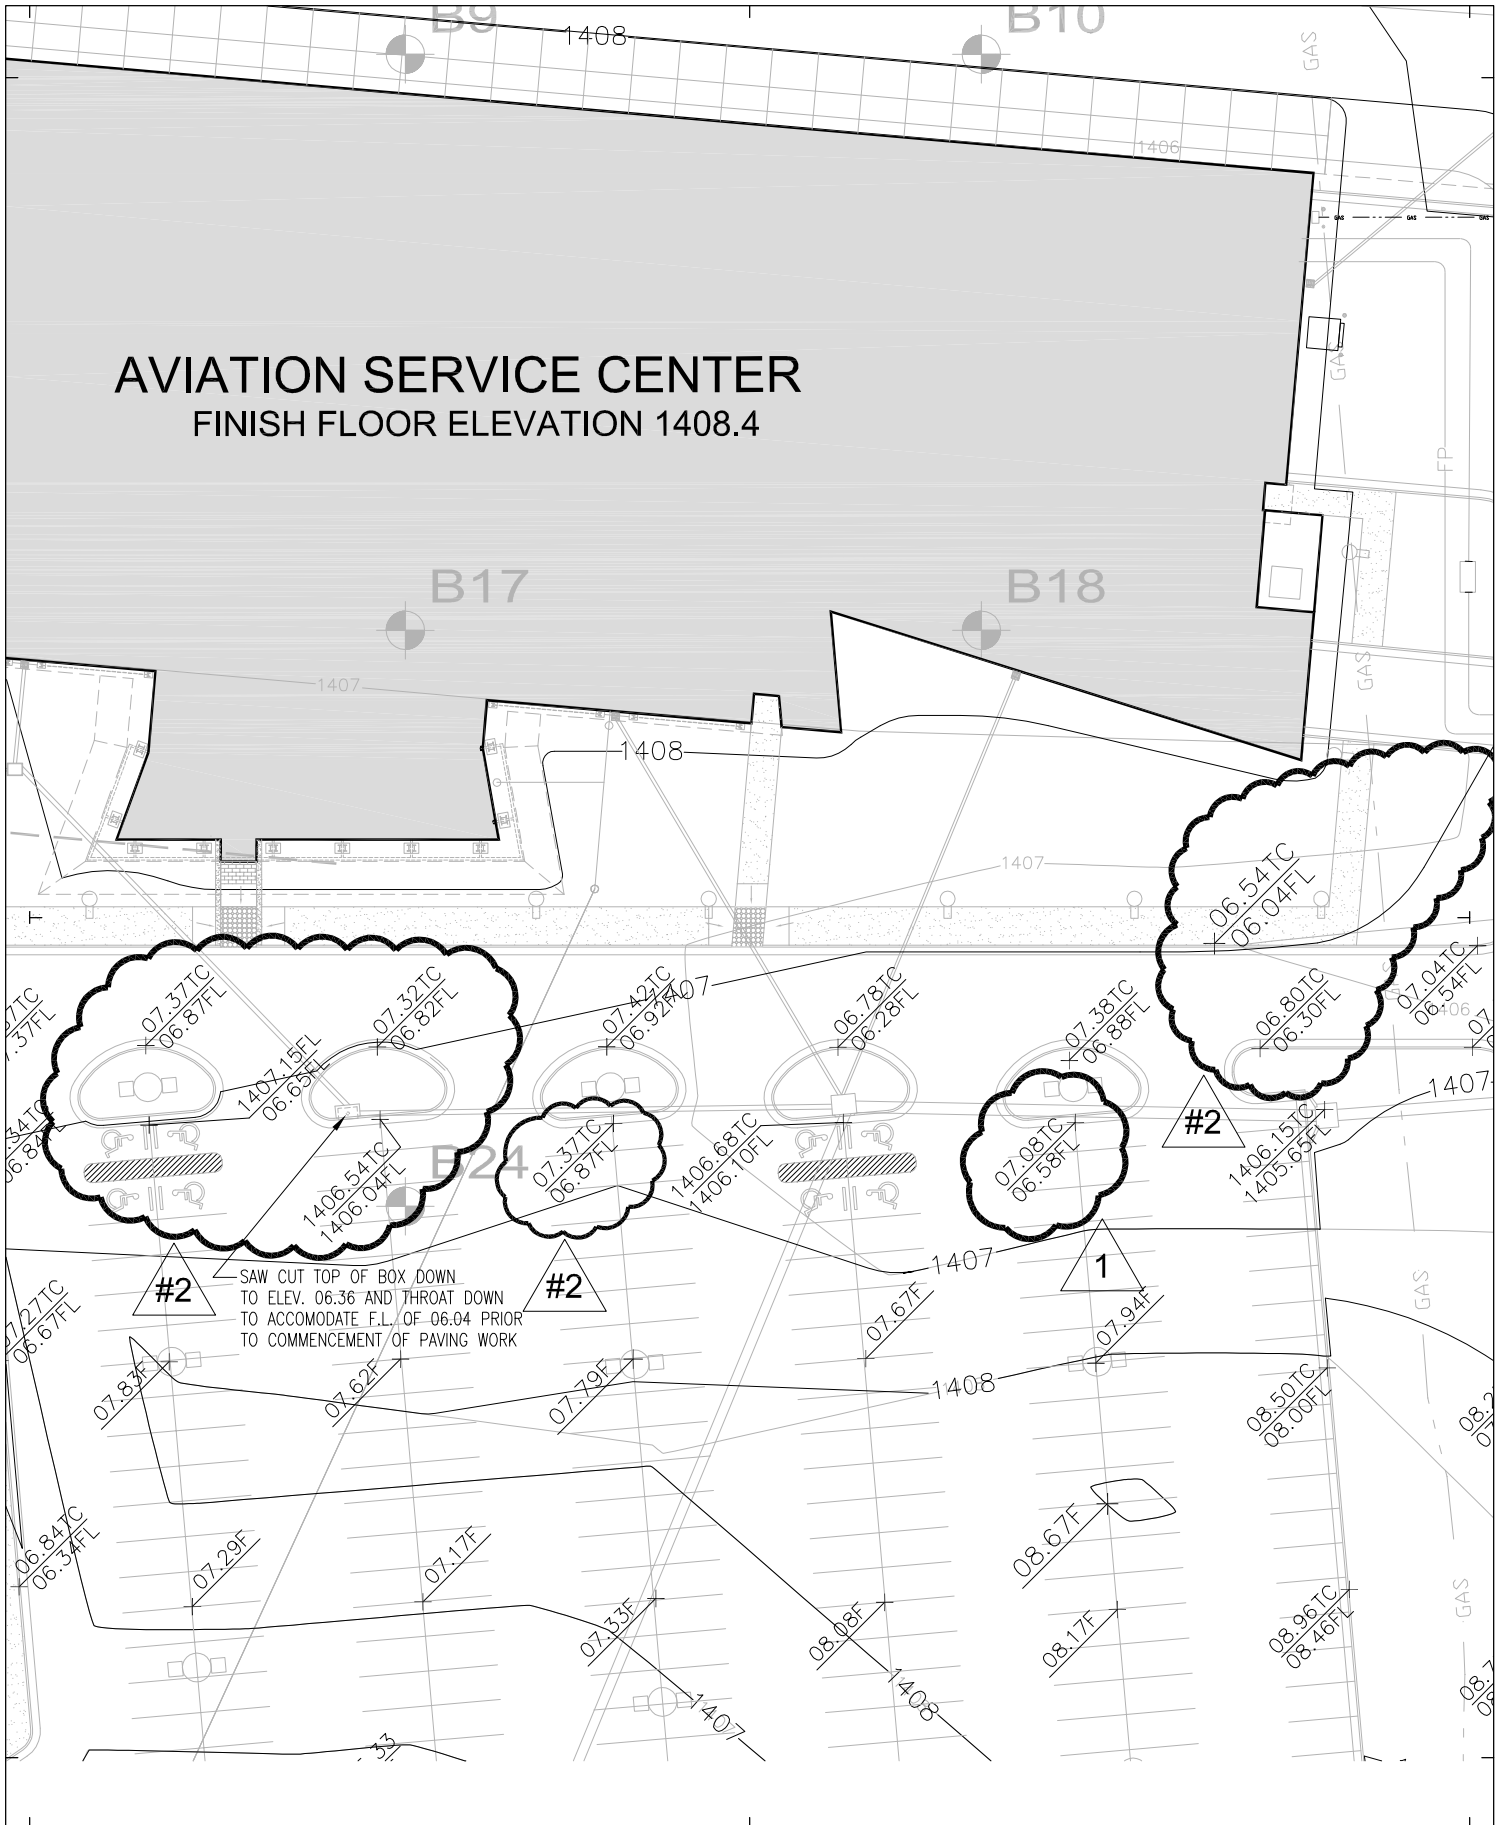 B9
1408
B10
GAS
1406
GAS
GAS
GAS
AVIATION SERVICE CENTER
FINISH FLOOR ELEVATION 1408.4
GAS
FP
B17
B18
GAS
1407
1408
1407
06.54TC
06.04FL
07.37TC
06.87FL
07.32TC
06.82FL
07.42TC
06.92FL
1407
06.78TC
06.28FL
07.38TC
06.88FL
06.80TC
06.30FL
07.04TC
06.54FL
1406
1407.15FL
06.65FL
1407
B24
1406.54TC
1406.04FL
07.37TC
06.87FL
1406.68TC
1406.10FL
07.08TC
06.58FL
#2
1406.15TC
1405.65FL
#2
SAW CUT TOP OF BOX DOWN
TO ELEV. 06.36 AND THROAT DOWN
TO ACCOMODATE F.L. OF 06.04 PRIOR
TO COMMENCEMENT OF PAVING WORK
#2
1407
1
GAS
07.27TC
06.67FL
07.67F
07.94F
07.83F
07.62F
07.79F
1408
08.50TC
08.00FL
06.84TC
06.34FL
07.29F
07.17F
08.67F
07.33F
08.08F
08.17F
08.96TC
08.46FL
GAS
1407
1408
.33